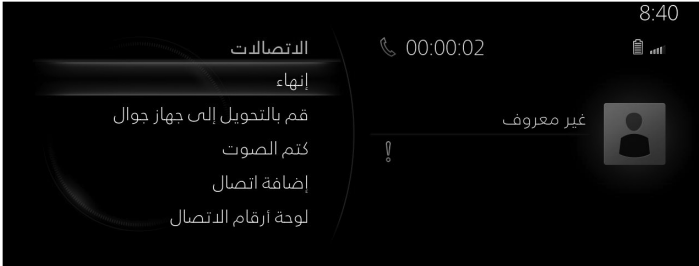 8:40
الاتصالات
00:00:02
إنهاء
قم بالتحويل إلى جهاز جوال
غير معروف
كتم الصوت
إضافة اتصال
لوحة أرقام الاتصال